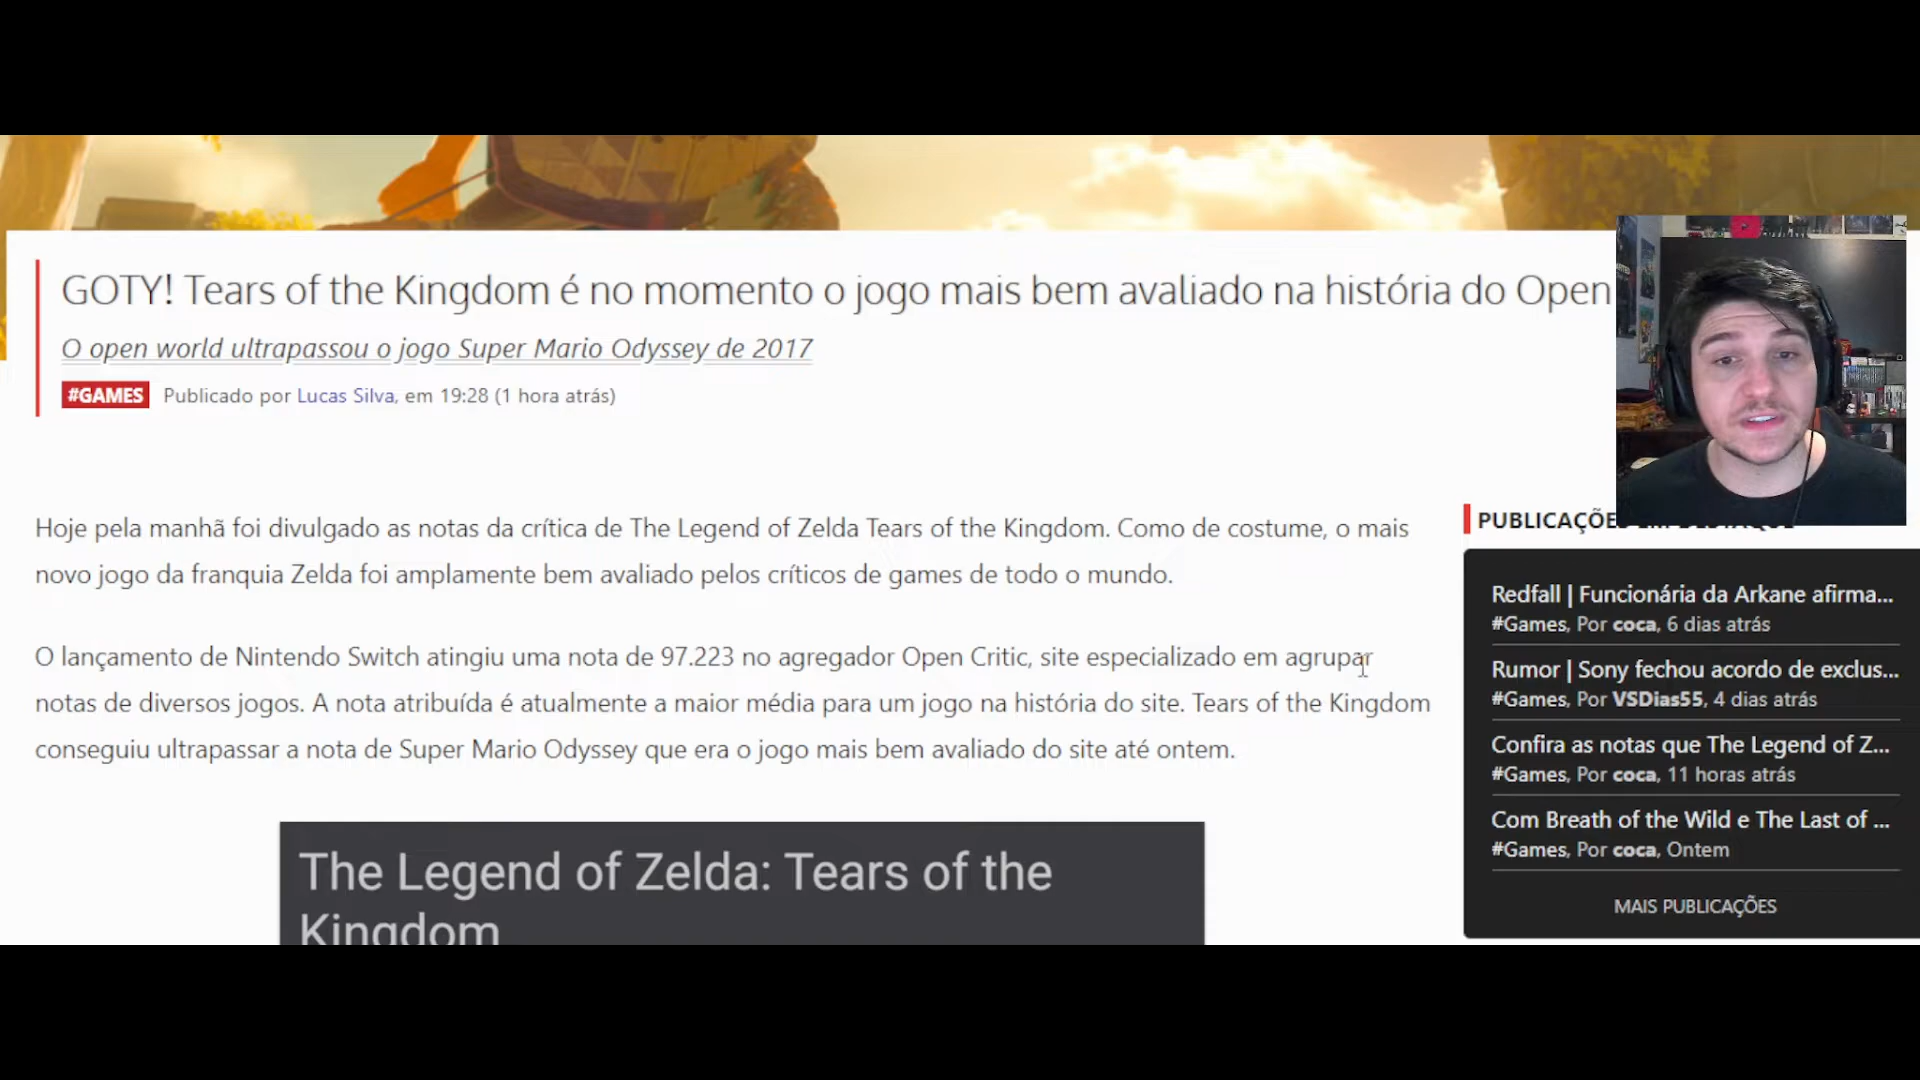 GOTY! Tears of the Kingdom é no momento o jogo mais bem avaliado na história do Open
O open world ultrapassou o jogo Super Mario Odyssey de 2017
#GAMES Publicado por Lucas Silva, em 19:28 (1 hora atrás)
Hoje pela manhã foi divulgado as notas da crítica de The Legend of Zelda Tears of the Kingdom. Como de costume, o mais
novo jogo da franquia Zelda foi amplamente bem avaliado pelos críticos de games de todo o mundo.
O lançamento de Nintendo Switch atingiu uma nota de 97.223 no agregador Open Critic, site especializado em agrupar
notas de diversos jogos. A nota atribuída é atualmente a maior média para um jogo na história do site. Tears of the Kingdom
conseguiu ultrapassar a nota de Super Mario Odyssey que era o jogo mais bem avaliado do site até ontem.
The Legend of Zelda: Tears of the
Kingdom
PUBLICAÇÕES EM DESTAQUE
Redfall | Funcionária da Arkane afirma...
#Games, Por coca, 6 dias atrás
Rumor | Sony fechou acordo de exclus...
#Games, Por VSDias55, 4 dias atrás
Confira as notas que The Legend of Z...
#Games, Por coca, 11 horas atrás
Com Breath of the Wild e The Last of ...
#Games, Por coca, Ontem
MAIS PUBLICAÇÕES